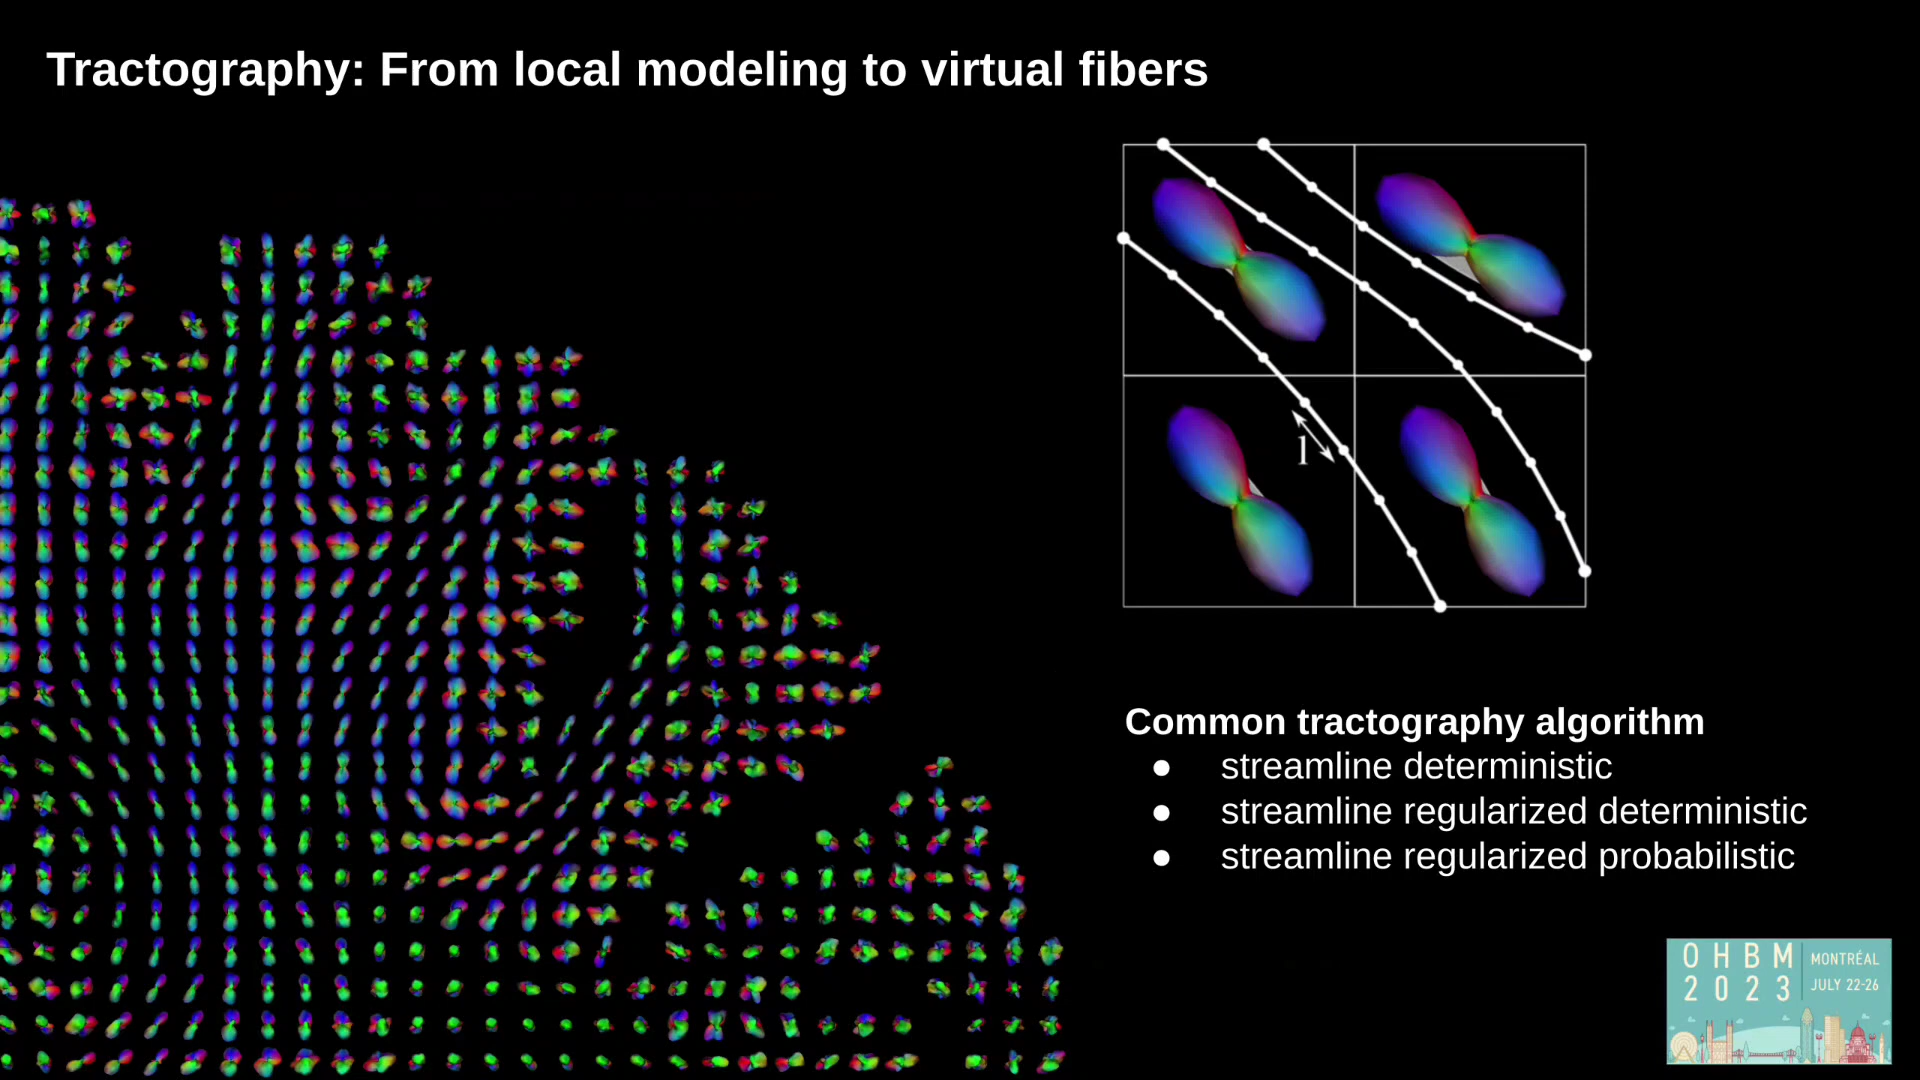 Tractography: From local modeling to virtual fibers
l
Common tractography algorithm
● streamline deterministic
● streamline regularized deterministic
● streamline regularized probabilistic
OHBM
2023
MONTRÉAL
JULY 22-26